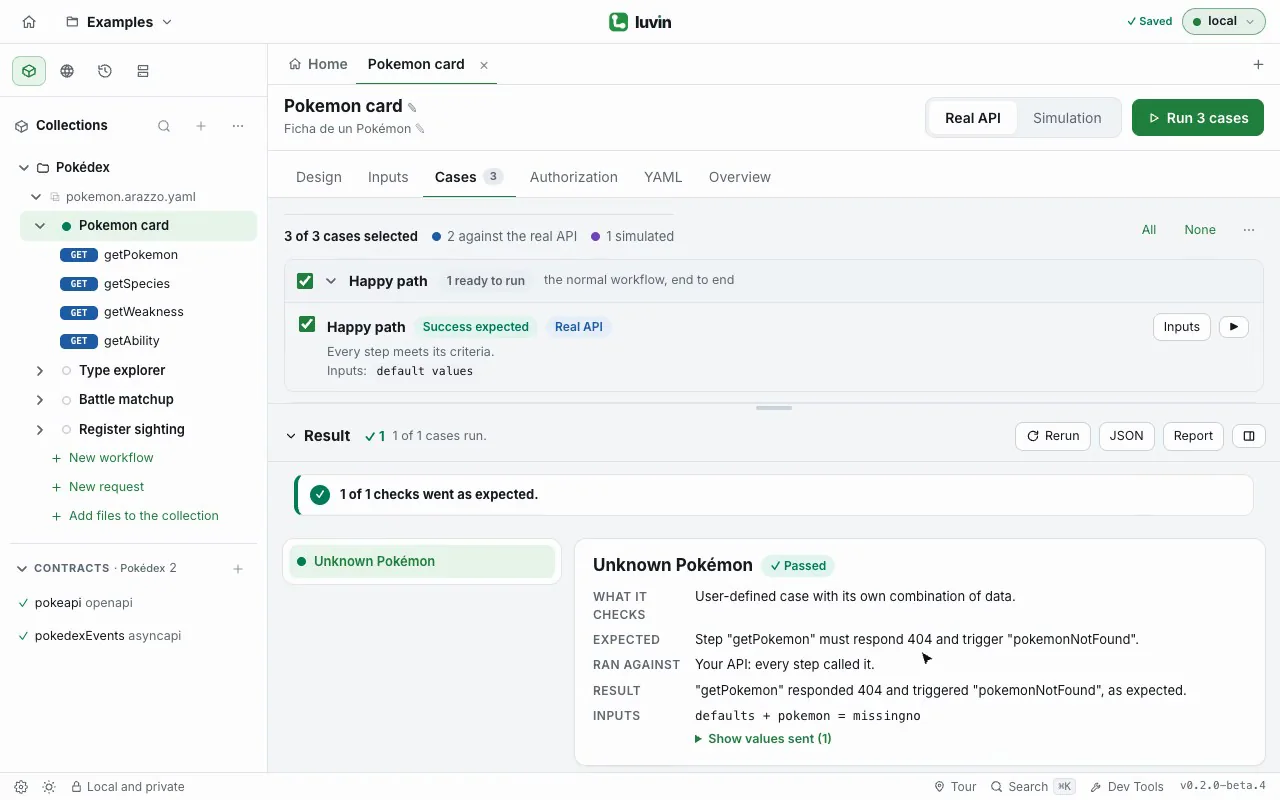 Examples
luvin
Saved
local
Home
Pokemon card
Collections
Pokemon card
Ficha de un Pokémon
Real API
Simulation
Run 3 cases
Pokédex
pokemon.arazzo.yaml
Pokemon card
GET getPokemon
GET getSpecies
GET getWeakness
GET getAbility
Type explorer
Battle matchup
Register sighting
+ New workflow
+ New request
+ Add files to the collection
CONTRACTS · Pokédex 2
pokeapi openapi
pokedexEvents asyncapi
Design
Inputs
Cases 3
Authorization
YAML
Overview
3 of 3 cases selected
2 against the real API
1 simulated
All
None
Happy path
1 ready to run
the normal workflow, end to end
Happy path
Success expected
Real API
Inputs
Every step meets its criteria.
Inputs: default values
Result
1
1 of 1 cases run.
Rerun
JSON
Report
1 of 1 checks went as expected.
Unknown Pokémon
Unknown Pokémon
Passed
WHAT IT CHECKS
User-defined case with its own combination of data.
EXPECTED
Step "getPokemon" must respond 404 and trigger "pokemonNotFound".
RAN AGAINST
Your API: every step called it.
RESULT
"getPokemon" responded 404 and triggered "pokemonNotFound", as expected.
INPUTS
defaults + pokemon = missingno
Show values sent (1)
Local and private
Tour
Search ⌘K
Dev Tools
v0.2.0-beta.4